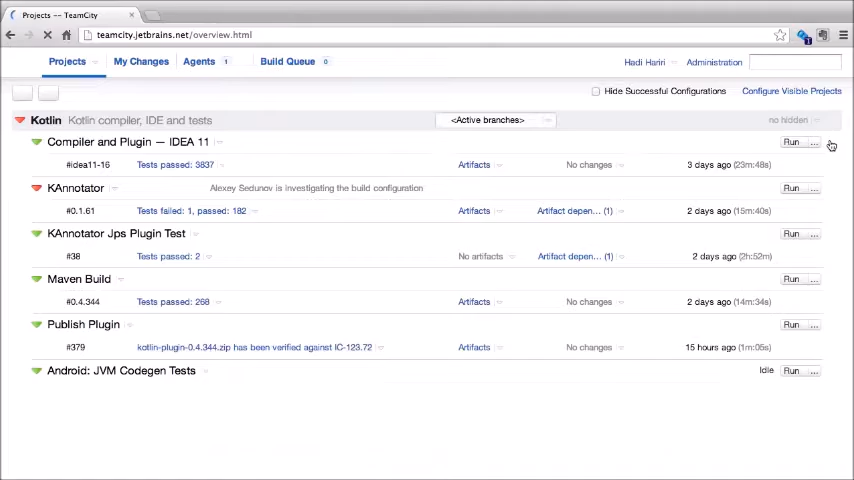 Projects -- TeamCity
teamcity.jetbrains.net/overview.html
Projects My Changes Agents 1 Build Queue 0 Hadi Hariri Administration
Hide Successful Configurations Configure Visible Projects
Kotlin Kotlin compiler, IDE and tests <Active branches> no hidden
Compiler and Plugin — IDEA 11 Run ...
#idea11-16 Tests passed: 3837 Artifacts No changes 3 days ago (23m:48s)
KAnnotator Alexey Sedunov is investigating the build configuration Run ...
#0.1.61 Tests failed: 1, passed: 182 Artifacts Artifact depen... (1) 2 days ago (15m:40s)
KAnnotator Jps Plugin Test Run ...
#38 Tests passed: 2 No artifacts Artifact depen... (1) 2 days ago (2h:52m)
Maven Build Run ...
#0.4.344 Tests passed: 268 Artifacts No changes 2 days ago (14m:34s)
Publish Plugin Run ...
#379 kotlin-plugin-0.4.344.zip has been verified against IC-123.72 Artifacts No changes 15 hours ago (1m:05s)
Android: JVM Codegen Tests Idle Run ...